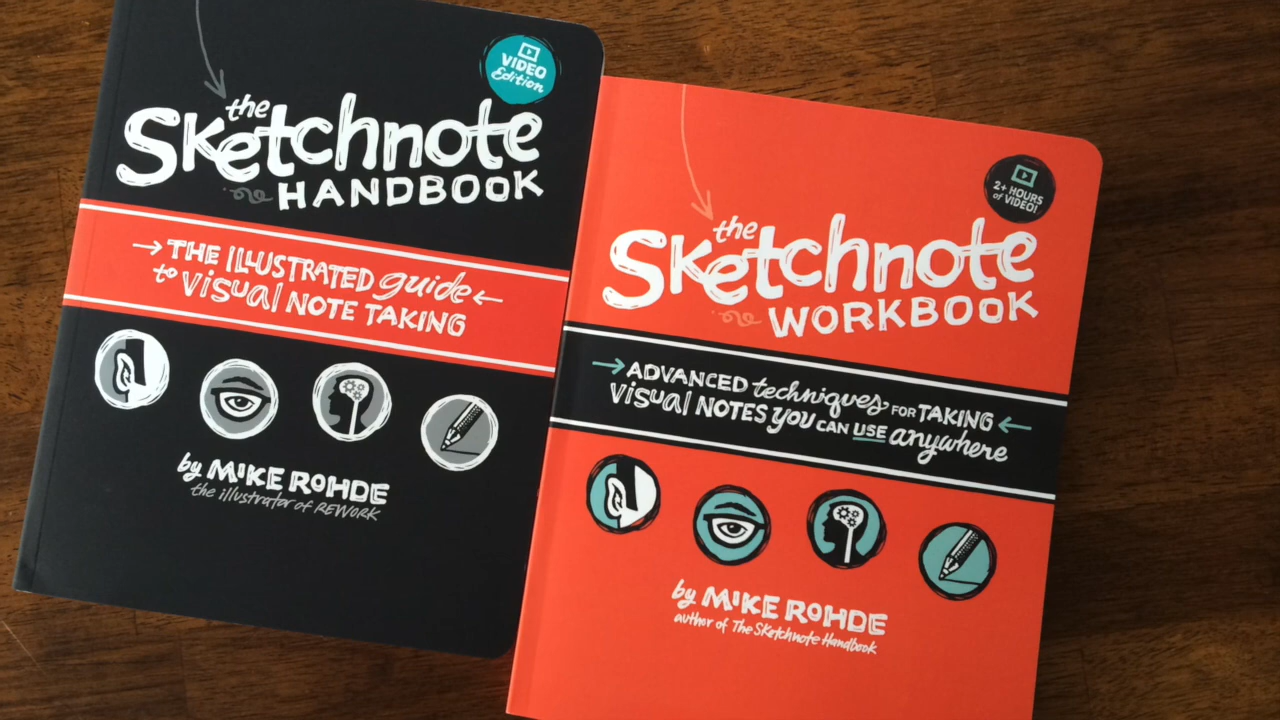 VIDEO
Edition
the
Sketchnote
HANDBOOK
THE ILLUSTRATED guide
to Visual NOTE TAKING
by MIKE ROHDE
the illustrator of REWORK
2+ HOURS
of VIDEO!
the
Sketchnote
WORKBOOK
ADVANCED techniques FOR TAKING
Visual NOTES YOU CAN USE anywhere
by MIKE ROHDE
author of The Sketchnote Handbook